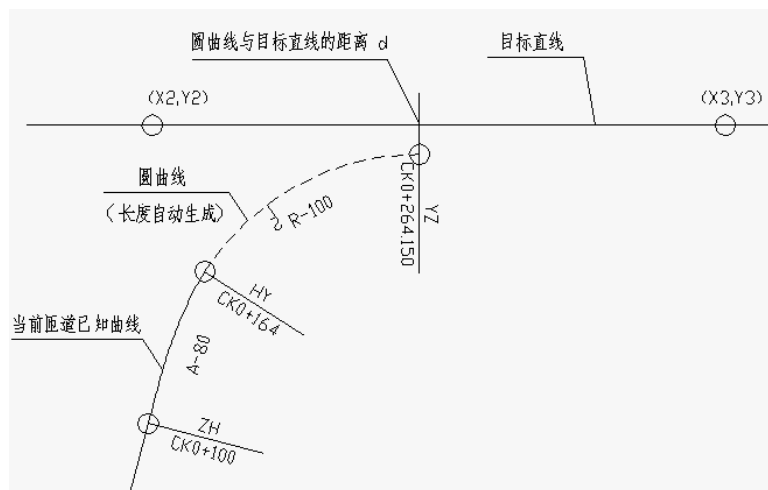 圆曲线与目标直线的距离 d
目标直线
(X2,Y2)
(X3,Y3)
圆曲线
(长度自动生成)
R-100
YZ
CK0+264.150
HY
CK0+164
当前匝道已知曲线
A-80
ZH
CK0+100